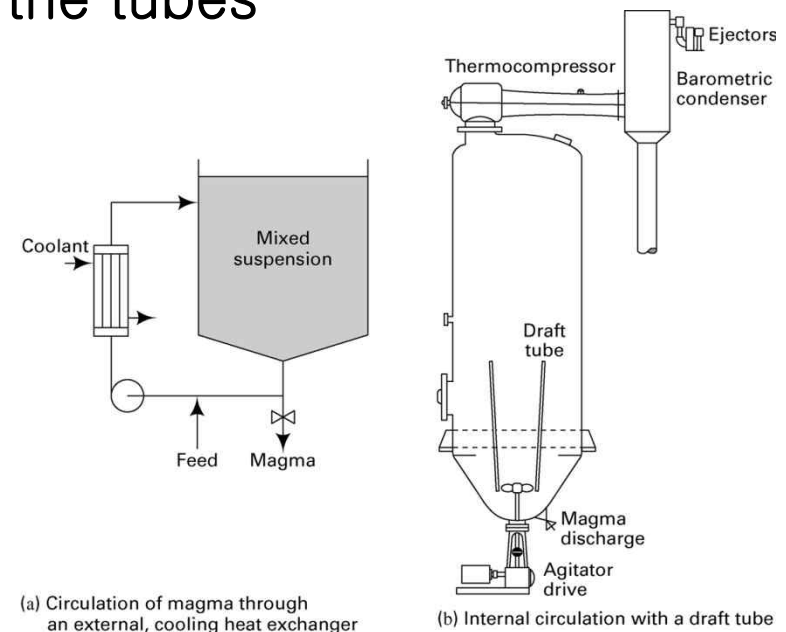 the tubes
Coolant
Mixed
suspension
Feed
Magma
(a) Circulation of magma through
an external, cooling heat exchanger
Ejectors
Thermocompressor
Barometric
condenser
Draft
tube
Magma
discharge
Agitator
drive
(b) Internal circulation with a draft tube